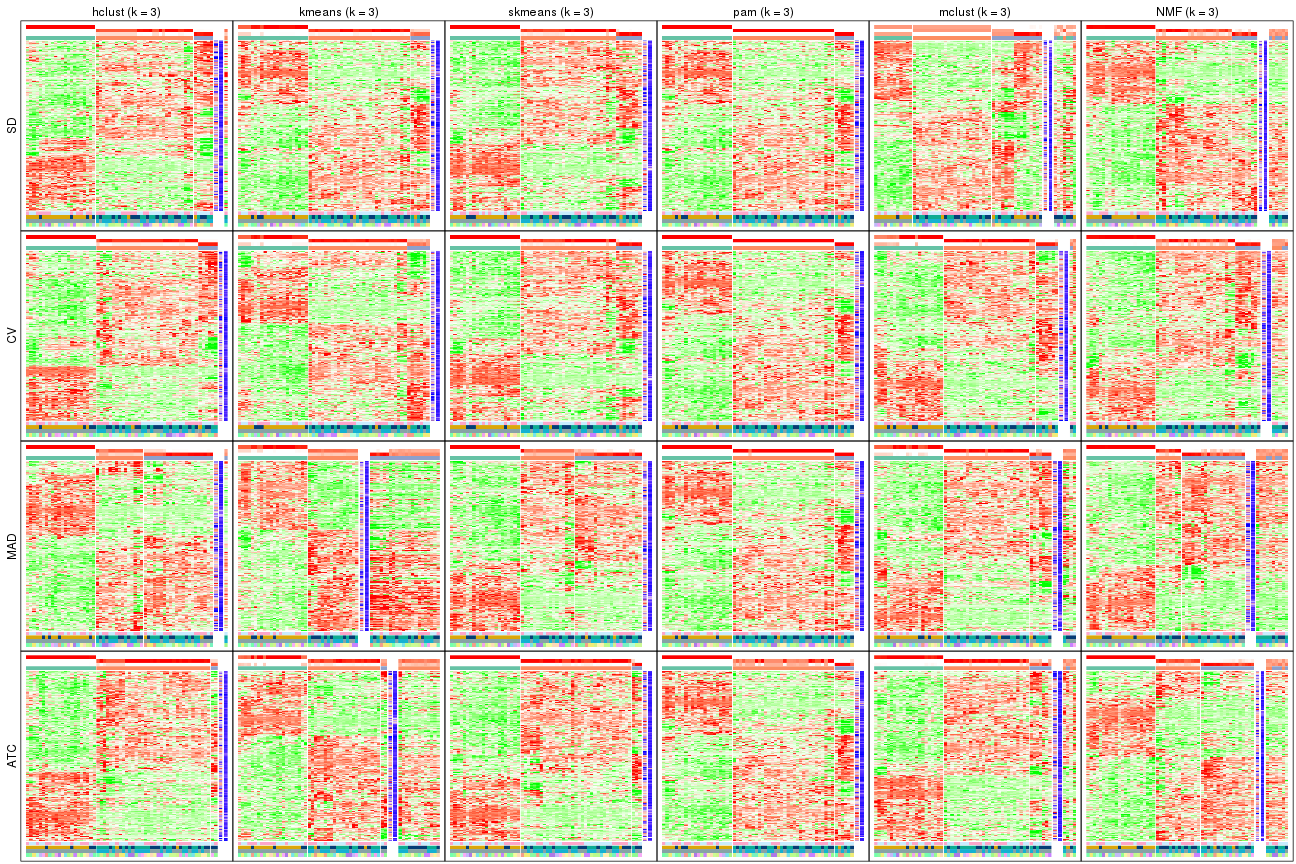 hclust (k = 3) kmeans (k = 3) skmeans (k = 3) pam (k = 3) mclust (k = 3) NMF (k = 3)
SD
CV
MAD
ATC